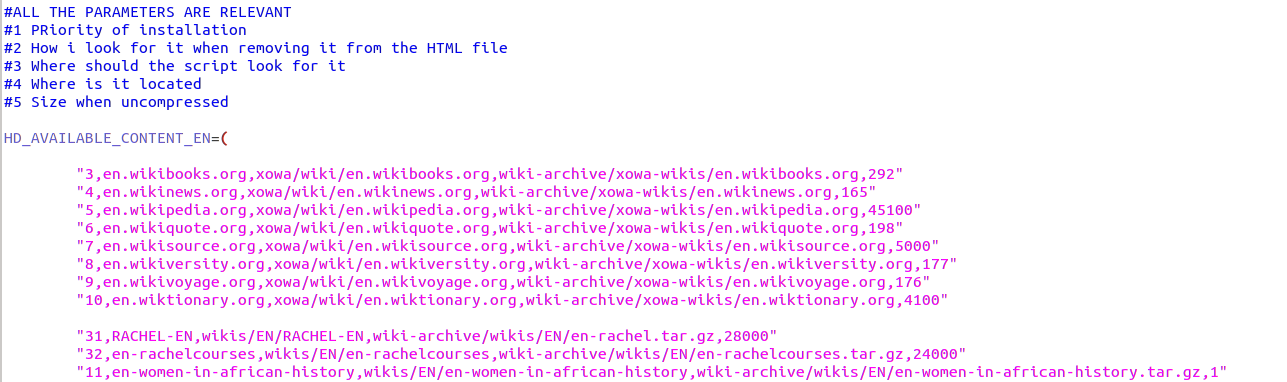 #ALL THE PARAMETERS ARE RELEVANT
#1 PRiority of installation
#2 How i look for it when removing it from the HTML file
#3 Where should the script look for it
#4 Where is it located
#5 Size when uncompressed
HD_AVAILABLE_CONTENT_EN=(
"3,en.wikibooks.org,xowa/wiki/en.wikibooks.org,wiki-archive/xowa-wikis/en.wikibooks.org,292"
"4,en.wikinews.org,xowa/wiki/en.wikinews.org,wiki-archive/xowa-wikis/en.wikinews.org,165"
"5,en.wikipedia.org,xowa/wiki/en.wikipedia.org,wiki-archive/xowa-wikis/en.wikipedia.org,45100"
"6,en.wikiquote.org,xowa/wiki/en.wikiquote.org,wiki-archive/xowa-wikis/en.wikiquote.org,198"
"7,en.wikisource.org,xowa/wiki/en.wikisource.org,wiki-archive/xowa-wikis/en.wikisource.org,5000"
"8,en.wikiversity.org,xowa/wiki/en.wikiversity.org,wiki-archive/xowa-wikis/en.wikiversity.org,177"
"9,en.wikivoyage.org,xowa/wiki/en.wikivoyage.org,wiki-archive/xowa-wikis/en.wikivoyage.org,176"
"10,en.wiktionary.org,xowa/wiki/en.wiktionary.org,wiki-archive/xowa-wikis/en.wiktionary.org,4100"
"31,RACHEL-EN,wikis/EN/RACHEL-EN,wiki-archive/wikis/EN/en-rachel.tar.gz,28000"
"32,en-rachelcourses,wikis/EN/en-rachelcourses,wiki-archive/wikis/EN/en-rachelcourses.tar.gz,24000"
"11,en-women-in-african-history,wikis/EN/en-women-in-african-history,wiki-archive/wikis/EN/en-women-in-african-history.tar.gz,1"